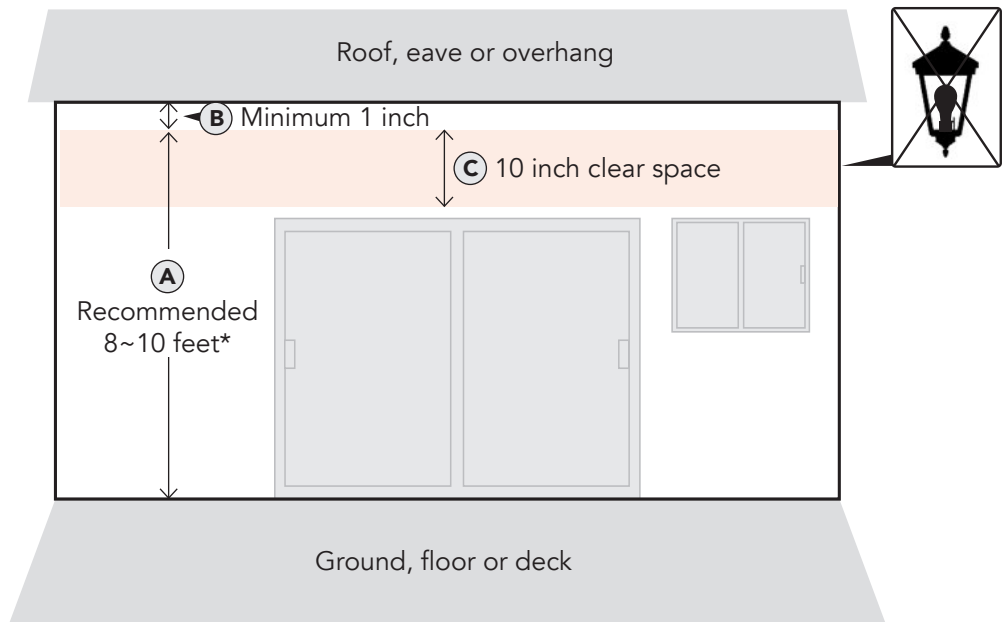 Roof, eave or overhang
B Minimum 1 inch
C 10 inch clear space
A
Recommended
8~10 feet*
Ground, floor or deck